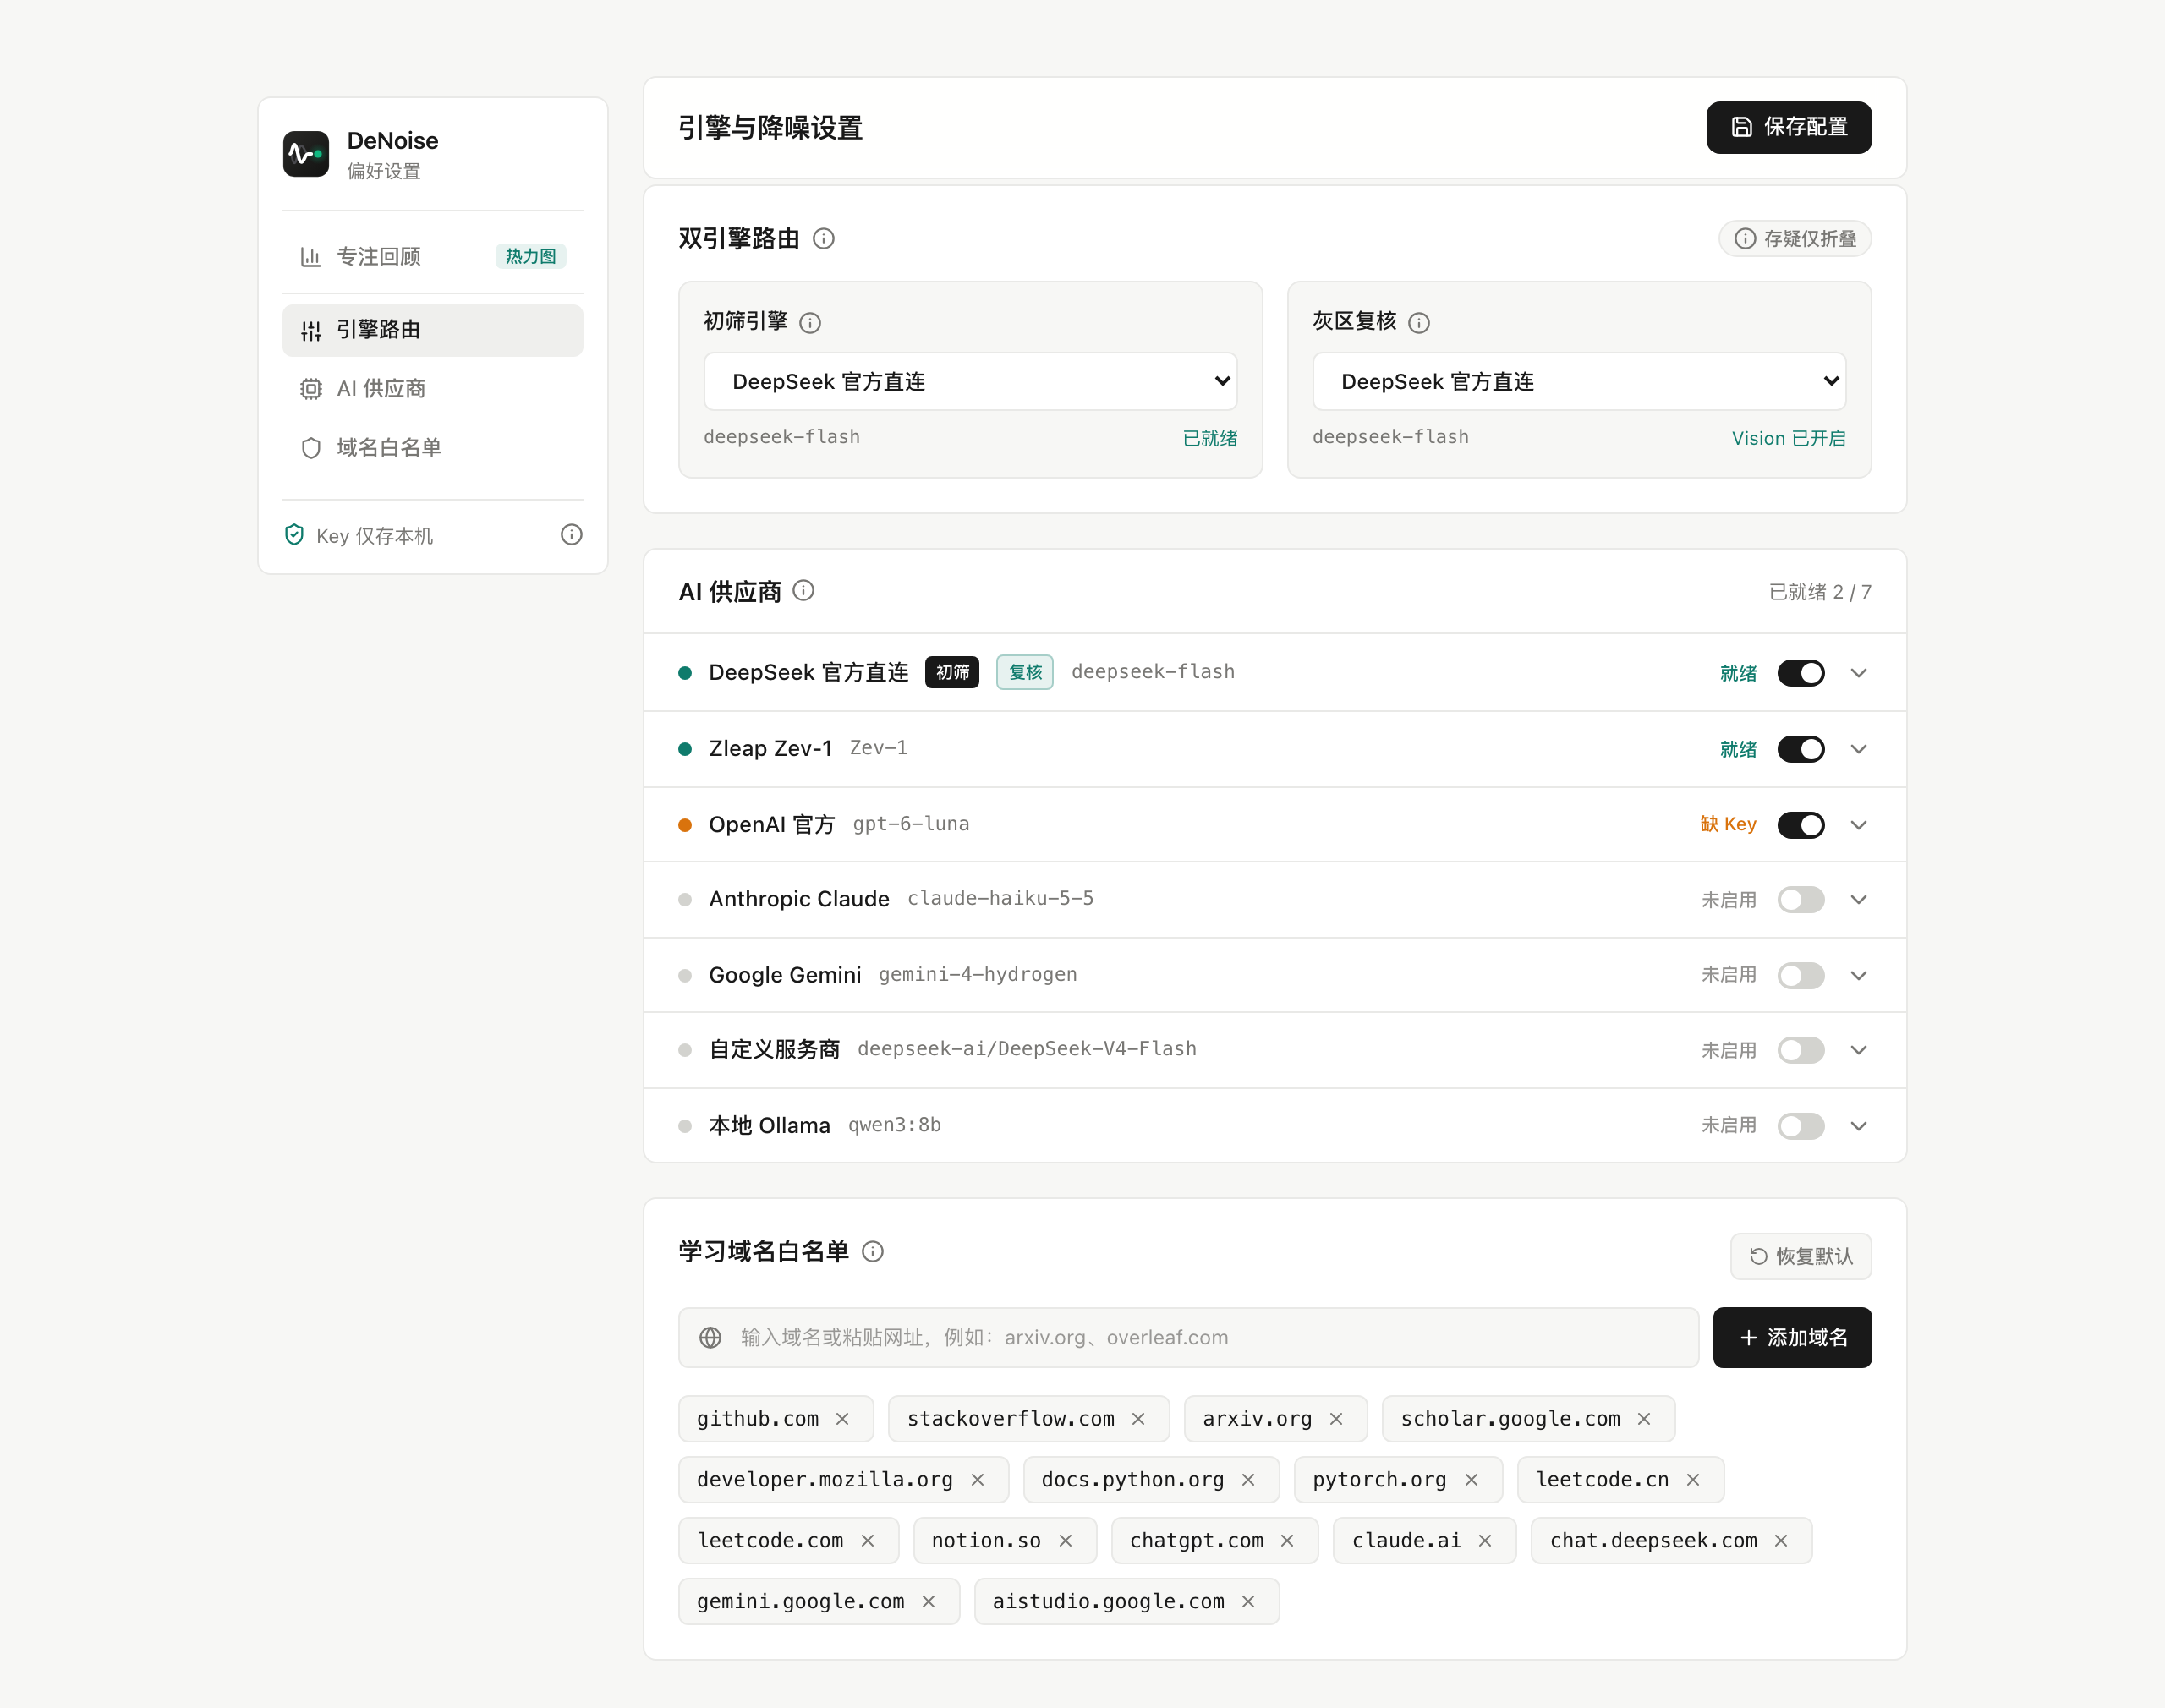 DeNoise
偏好设置
专注回顾 热力图
引擎路由
AI 供应商
域名白名单
Key 仅存本机
引擎与降噪设置 保存配置
双引擎路由 存疑仅折叠
初筛引擎
DeepSeek 官方直连
deepseek-flash 已就绪
灰区复核
DeepSeek 官方直连
deepseek-flash Vision 已开启
AI 供应商 已就绪 2 / 7
DeepSeek 官方直连 初筛 复核 deepseek-flash 就绪
Zleap Zev-1 Zev-1 就绪
OpenAI 官方 gpt-6-luna 缺 Key
Anthropic Claude claude-haiku-5-5 未启用
Google Gemini gemini-4-hydrogen 未启用
自定义服务商 deepseek-ai/DeepSeek-V4-Flash 未启用
本地 Ollama qwen3:8b 未启用
学习域名白名单 恢复默认
输入域名或粘贴网址，例如：arxiv.org、overleaf.com 添加域名
github.com stackoverflow.com arxiv.org scholar.google.com
developer.mozilla.org docs.python.org pytorch.org leetcode.cn
leetcode.com notion.so chatgpt.com claude.ai chat.deepseek.com
gemini.google.com aistudio.google.com